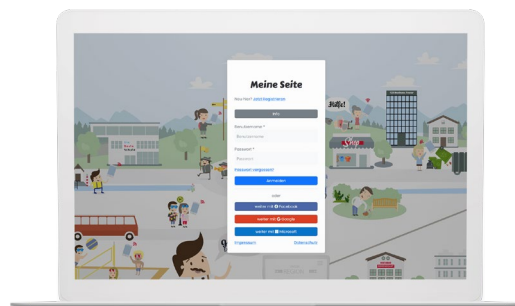 Meine Seite
Neu hier? Jetzt Registrieren
Info
Benutzername *
Benutzername
Passwort *
Passwort
Passwort vergessen?
Anmelden
oder
weiter mit Facebook
weiter mit Google
weiter mit Microsoft
Impressum
Datenschutz
Hilfe!